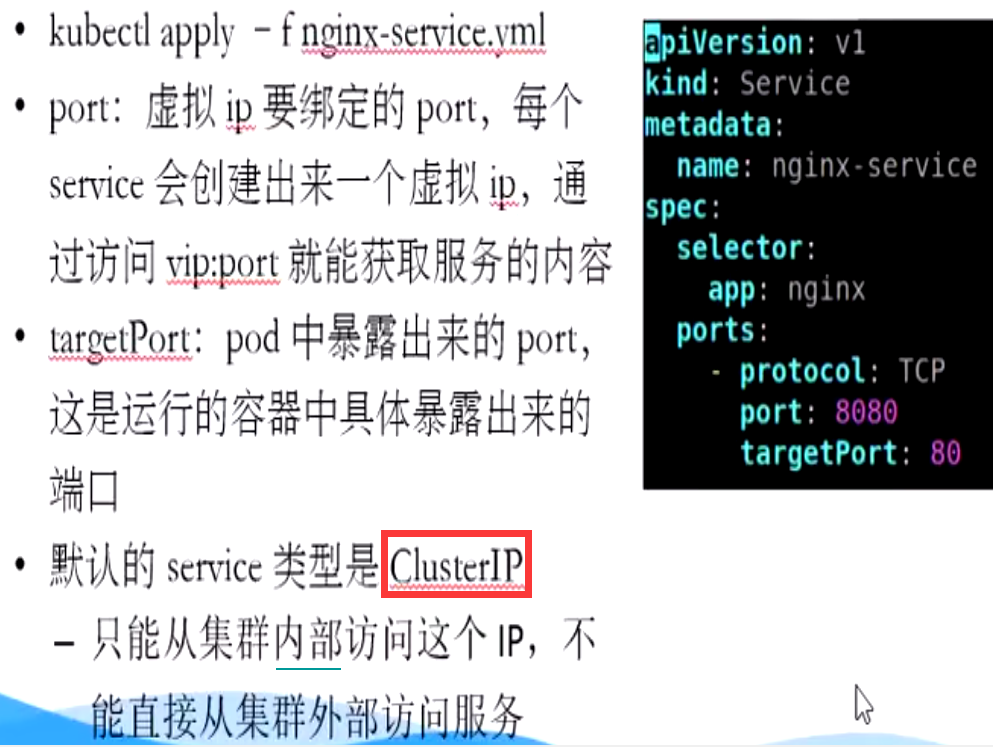 • kubectl apply －f nginx-service.yml
• port：虚拟 ip 要绑定的 port，每个
service 会创建出来一个虚拟 ip，通
过访问 vip:port 就能获取服务的内容
• targetPort：pod 中暴露出来的 port，
这是运行的容器中具体暴露出来的
端口
• 默认的 service 类型是 ClusterIP
– 只能从集群内部访问这个 IP，不
能直接从集群外部访问服务
apiVersion: v1
kind: Service
metadata:
  name: nginx-service
spec:
  selector:
    app: nginx
  ports:
    - protocol: TCP
      port: 8080
      targetPort: 80